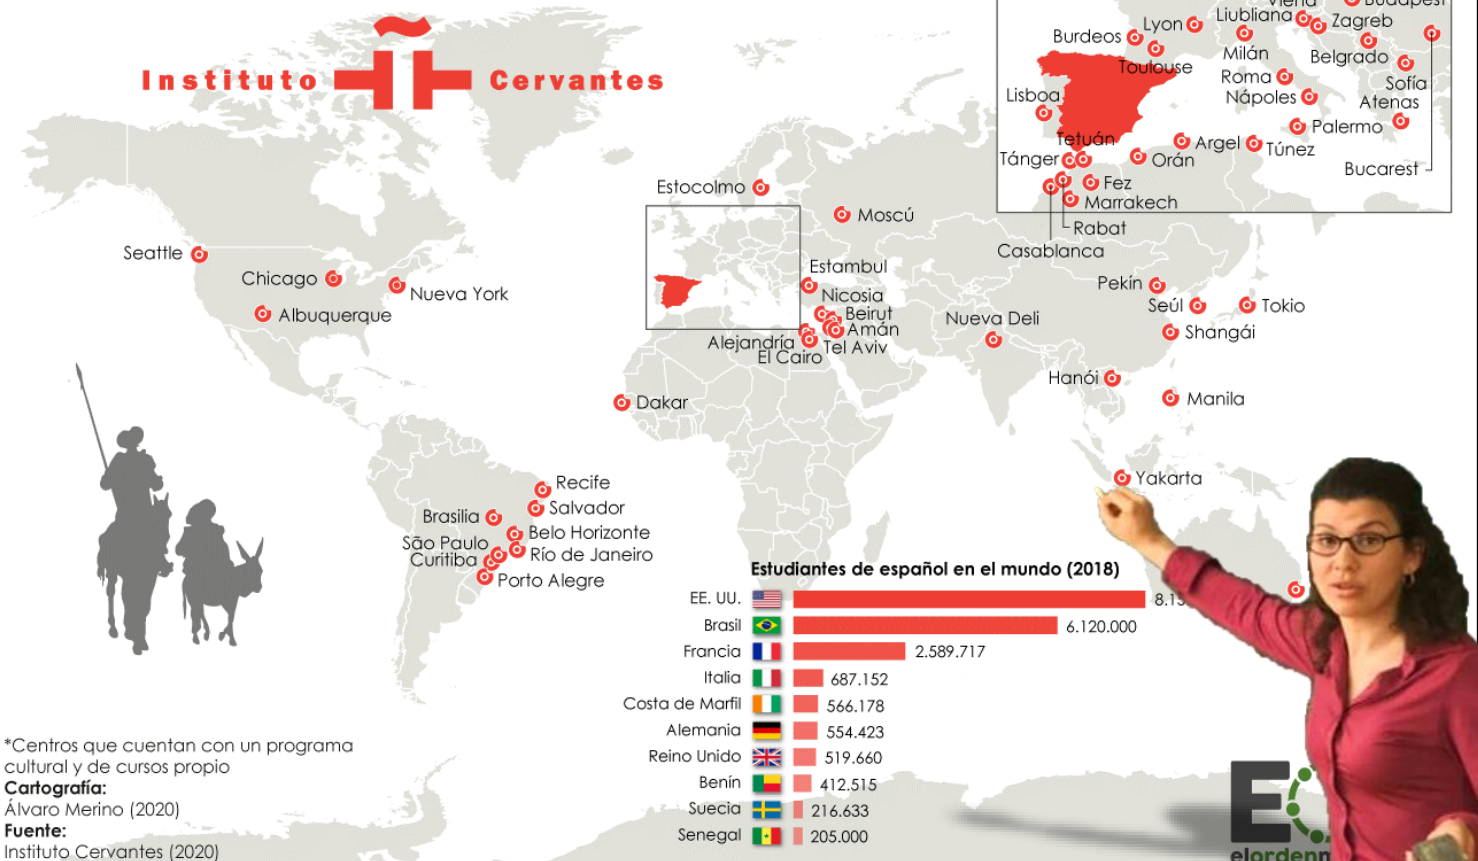 Instituto Cervantes
Viena
Budapest
Liubliana
Zagreb
Lyon
Burdeos
Milán
Belgrado
Toulouse
Roma
Sofía
Nápoles
Atenas
Lisboa
Palermo
Tetuán
Argel
Túnez
Tánger
Orán
Bucarest
Fez
Marrakech
Rabat
Casablanca
Estocolmo
Moscú
Seattle
Chicago
Nueva York
Albuquerque
Estambul
Nicosia
Beirut
Amán
Alejandría
Tel Aviv
El Cairo
Nueva Deli
Pekín
Seúl
Tokio
Shangái
Hanói
Manila
Dakar
Yakarta
Recife
Salvador
Brasilia
Belo Horizonte
São Paulo
Río de Janeiro
Curitiba
Porto Alegre
Estudiantes de español en el mundo (2018)
EE. UU.
Brasil 6.120.000
Francia 2.589.717
Italia 687.152
Costa de Marfil 566.178
Alemania 554.423
Reino Unido 519.660
Benín 412.515
Suecia 216.633
Senegal 205.000
*Centros que cuentan con un programa
cultural y de cursos propio
Cartografía:
Álvaro Merino (2020)
Fuente:
Instituto Cervantes (2020)